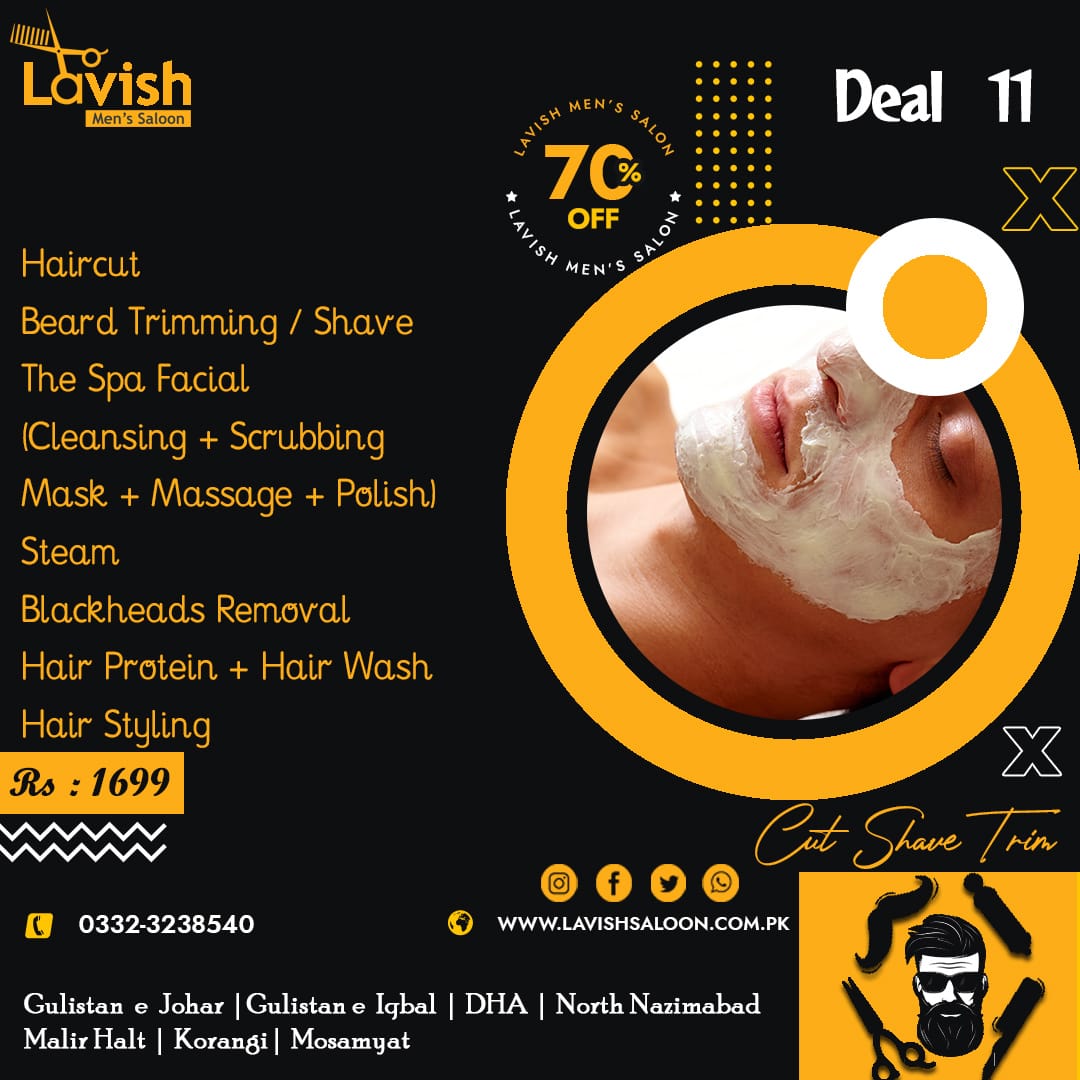 Lavish
Men's Saloon
Deal 11
LAVISH MEN'S SALON
70%
OFF
LAVISH MEN'S SALON
Haircut
Beard Trimming / Shave
The Spa Facial
(Cleansing + Scrubbing
Mask + Massage + Polish)
Steam
Blackheads Removal
Hair Protein + Hair Wash
Hair Styling
Rs : 1699
Cut Shave Trim
0332-3238540
WWW.LAVISHSALOON.COM.PK
Gulistan e Johar | Gulistan e Iqbal | DHA | North Nazimabad
Malir Halt | Korangi | Mosamyat